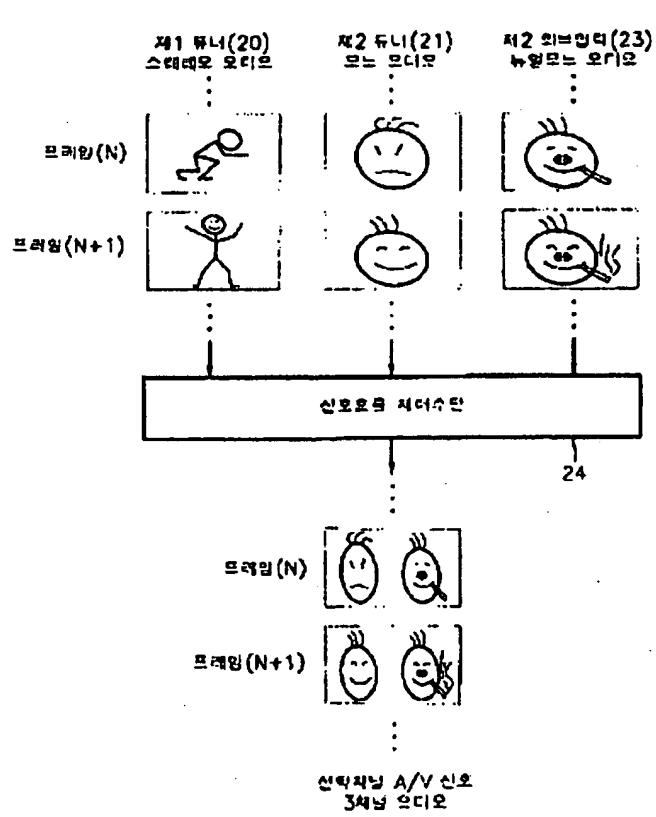 제1 튜너(20) 제2 튜너(21) 제2 외부입력(23)
스테레오 오디오 모노 오디오 듀얼모노 오디오
프레임(N)
프레임(N+1)
신호흐름 제어수단
24
프레임(N)
프레임(N+1)
선택채널 A/V 신호
3채널 오디오